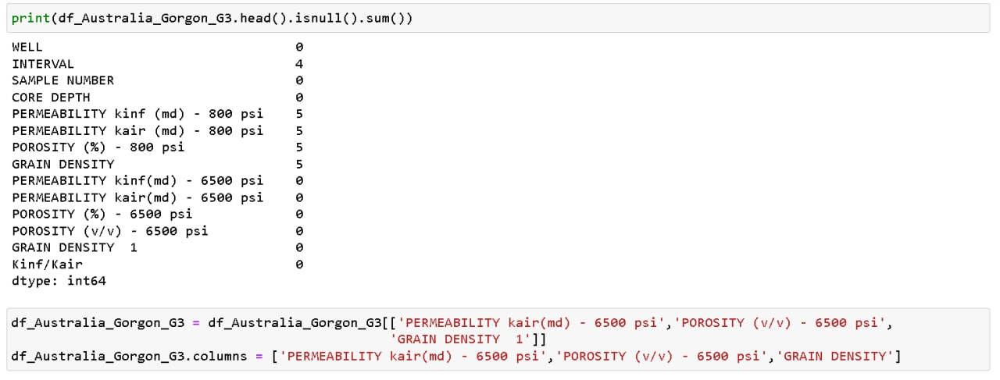 print(df_Australia_Gorgon_G3.head().isnull().sum())
WELL                               0
INTERVAL                           4
SAMPLE NUMBER                      0
CORE DEPTH                         0
PERMEABILITY kinf (md) - 800 psi    5
PERMEABILITY kair (md) - 800 psi    5
POROSITY (%) - 800 psi              5
GRAIN DENSITY                      5
PERMEABILITY kinf(md) - 6500 psi    0
PERMEABILITY kair(md) - 6500 psi    0
POROSITY (%) - 6500 psi             0
POROSITY (v/v) - 6500 psi           0
GRAIN DENSITY  1                   0
Kinf/Kair                          0
dtype: int64
df_Australia_Gorgon_G3 = df_Australia_Gorgon_G3[['PERMEABILITY kair(md) - 6500 psi','POROSITY (v/v) - 6500 psi',
'GRAIN DENSITY  1']]
df_Australia_Gorgon_G3.columns = ['PERMEABILITY kair(md) - 6500 psi','POROSITY (v/v) - 6500 psi','GRAIN DENSITY']